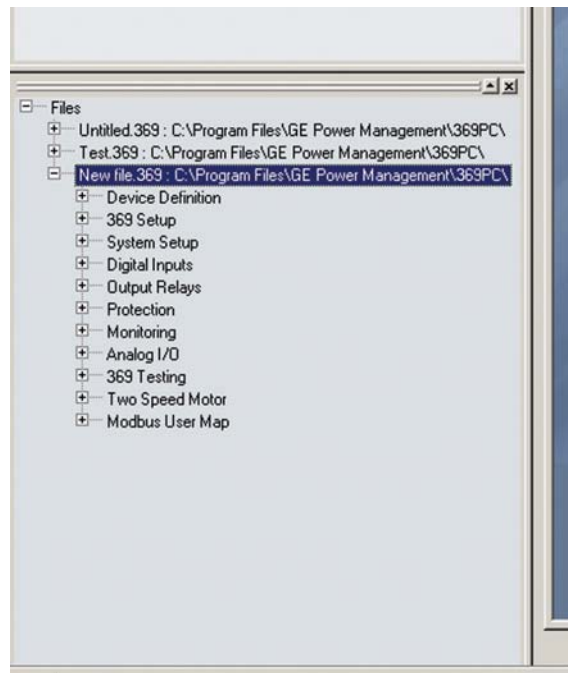 Files
Untitled.369 : C:\Program Files\GE Power Management\369PC\
Test.369 : C:\Program Files\GE Power Management\369PC\
New file.369 : C:\Program Files\GE Power Management\369PC\
Device Definition
369 Setup
System Setup
Digital Inputs
Output Relays
Protection
Monitoring
Analog I/O
369 Testing
Two Speed Motor
Modbus User Map